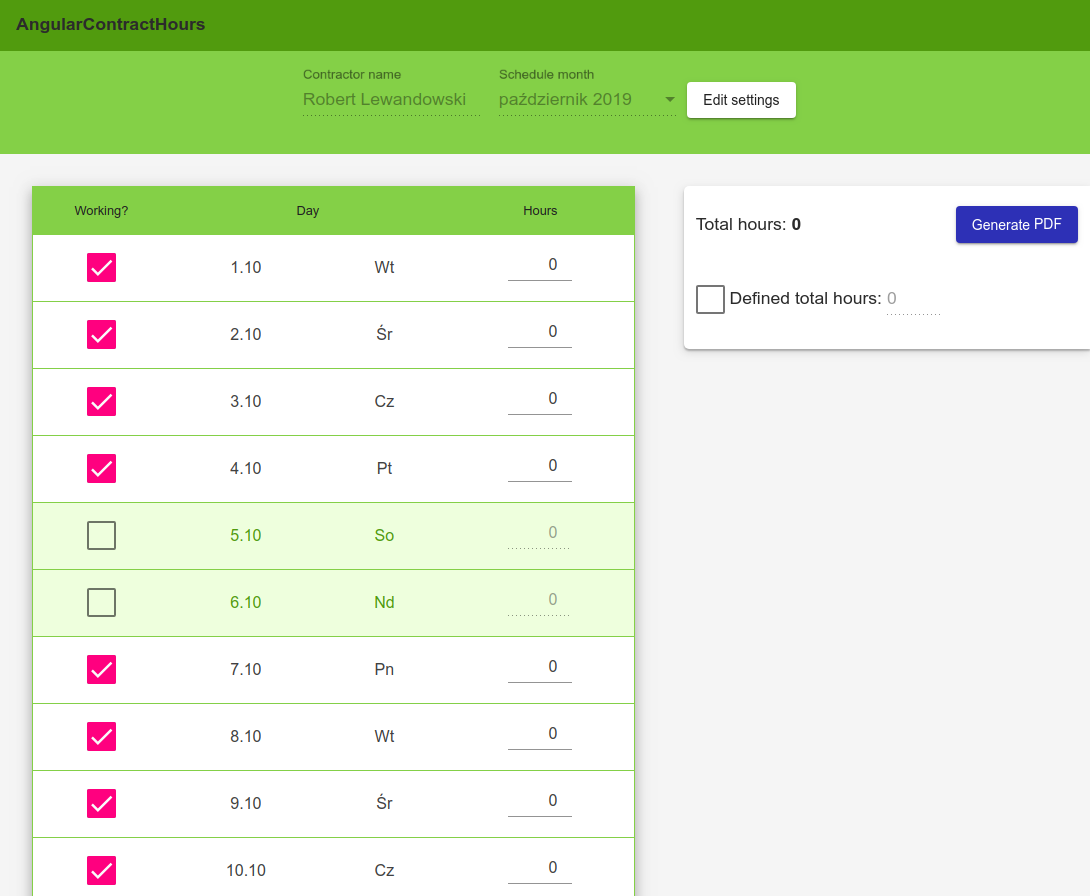 AngularContractHours
Contractor name
Schedule month
Robert Lewandowski
październik 2019
Edit settings
Working? Day Hours
1.10 Wt 0
2.10 Śr 0
3.10 Cz 0
4.10 Pt 0
5.10 So 0
6.10 Nd 0
7.10 Pn 0
8.10 Wt 0
9.10 Śr 0
10.10 Cz 0
Total hours: 0
Generate PDF
Defined total hours: 0